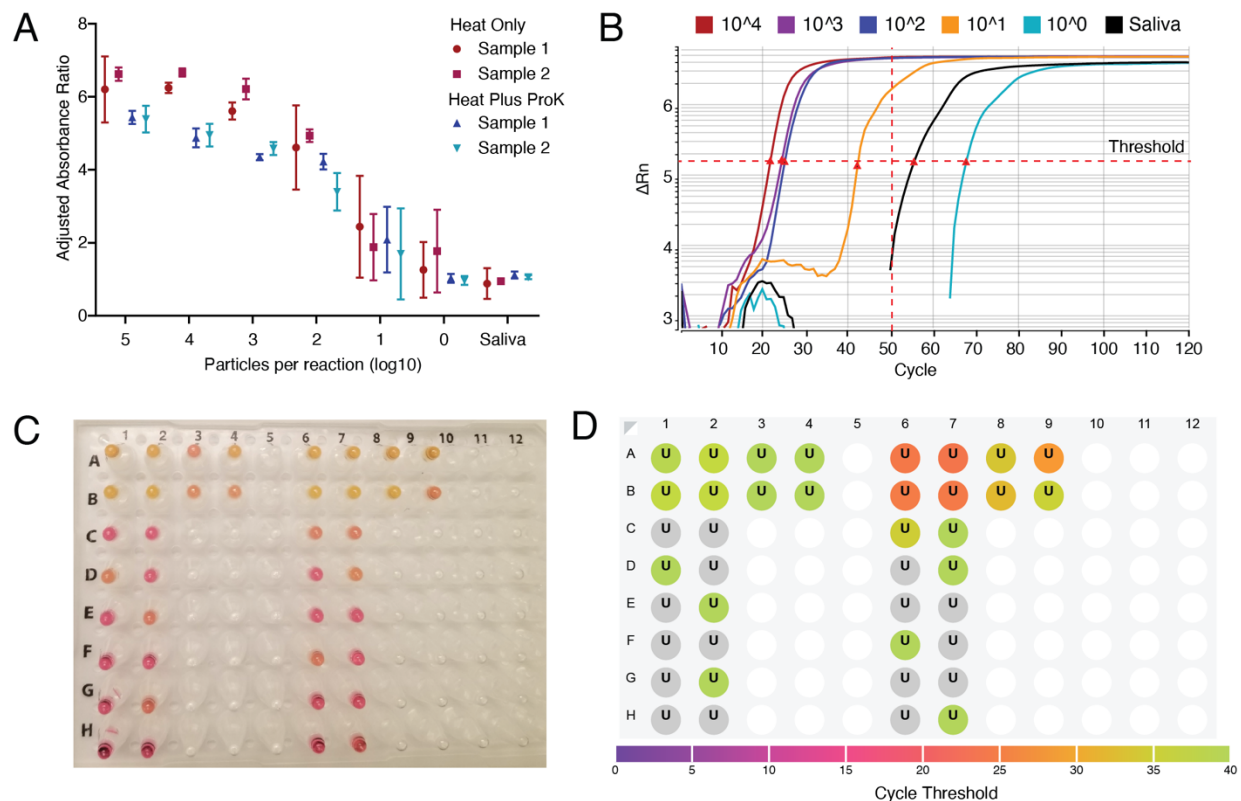 A
Adjusted Absorbance Ratio
8
6
4
2
0
5 4 3 2 1 0 Saliva
Particles per reaction (log10)
Heat Only
Sample 1
Sample 2
Heat Plus ProK
Sample 1
Sample 2
B
10^4 10^3 10^2 10^1 10^0 Saliva
ΔRn
6
5
4
3
Threshold
10 20 30 40 50 60 70 80 90 100 110 120
Cycle
C
1 2 3 4 5 6 7 8 9 10 11 12
A
B
C
D
E
F
G
H
D
1 2 3 4 5 6 7 8 9 10 11 12
A U U U U U U U U
B U U U U U U U U
C U U U U
D U U U U
E U U U U
F U U U U
G U U U U
H U U U U
0 5 10 15 20 25 30 35 40
Cycle Threshold